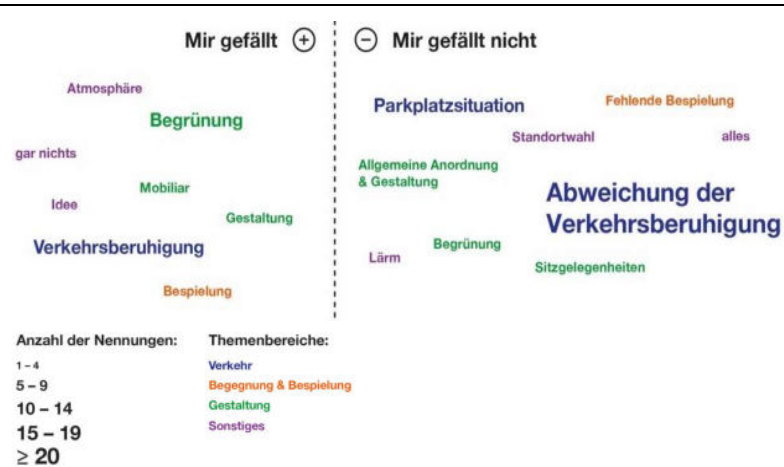 Mir gefällt +
− Mir gefällt nicht
Atmosphäre
Begrünung
gar nichts
Mobiliar
Idee
Gestaltung
Verkehrsberuhigung
Bespielung
Parkplatzsituation
Fehlende Bespielung
Standortwahl
alles
Allgemeine Anordnung
& Gestaltung
Abweichung der
Verkehrsberuhigung
Begrünung
Lärm
Sitzgelegenheiten
Anzahl der Nennungen:
1 – 4
5 – 9
10 – 14
15 – 19
≥ 20
Themenbereiche:
Verkehr
Begegnung & Bespielung
Gestaltung
Sonstiges